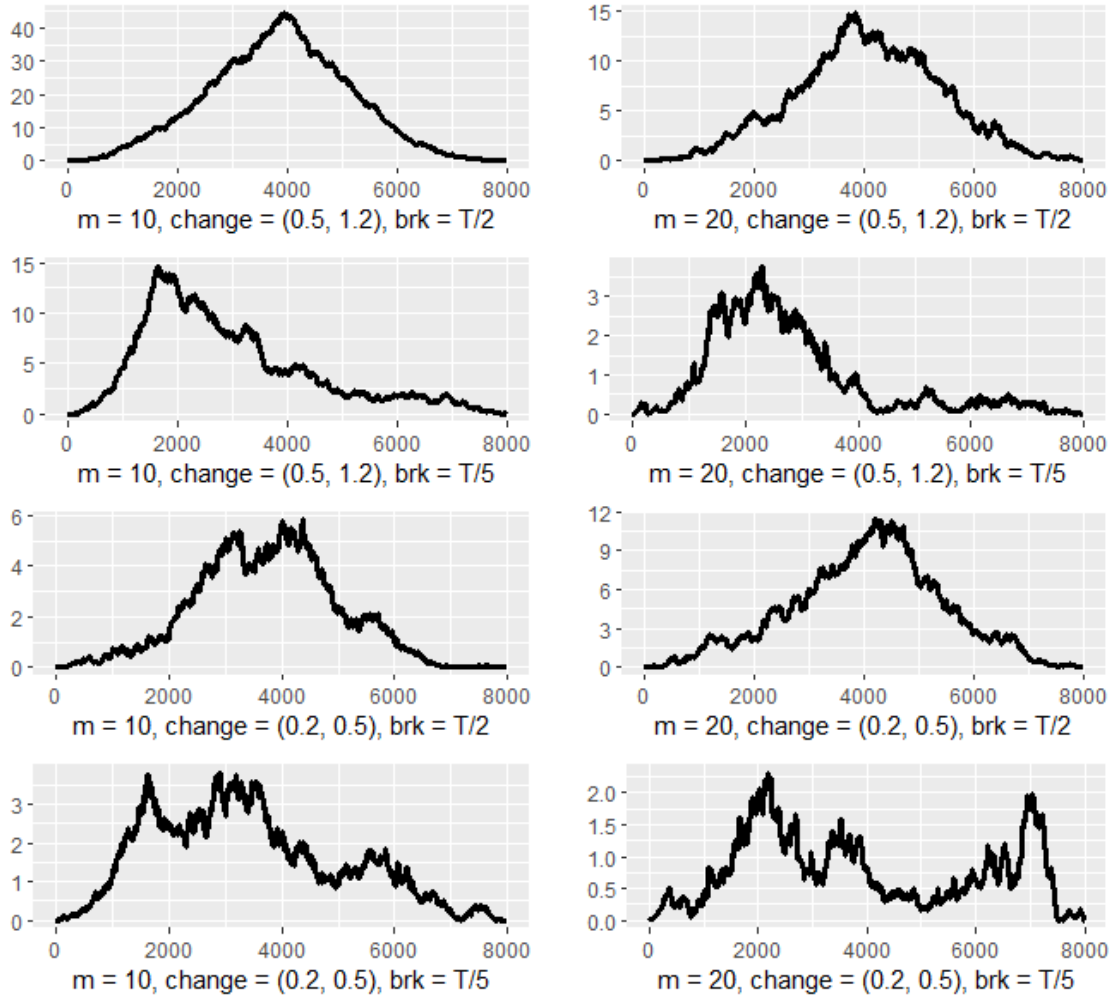 40
30
20
10
0
0 2000 4000 6000 8000
m = 10, change = (0.5, 1.2), brk = T/2
15
10
5
0
0 2000 4000 6000 8000
m = 20, change = (0.5, 1.2), brk = T/2
15
10
5
0
0 2000 4000 6000 8000
m = 10, change = (0.5, 1.2), brk = T/5
3
2
1
0
0 2000 4000 6000 8000
m = 20, change = (0.5, 1.2), brk = T/5
6
4
2
0
0 2000 4000 6000 8000
m = 10, change = (0.2, 0.5), brk = T/2
12
9
6
3
0
0 2000 4000 6000 8000
m = 20, change = (0.2, 0.5), brk = T/2
3
2
1
0
0 2000 4000 6000 8000
m = 10, change = (0.2, 0.5), brk = T/5
2.0
1.5
1.0
0.5
0.0
0 2000 4000 6000 8000
m = 20, change = (0.2, 0.5), brk = T/5